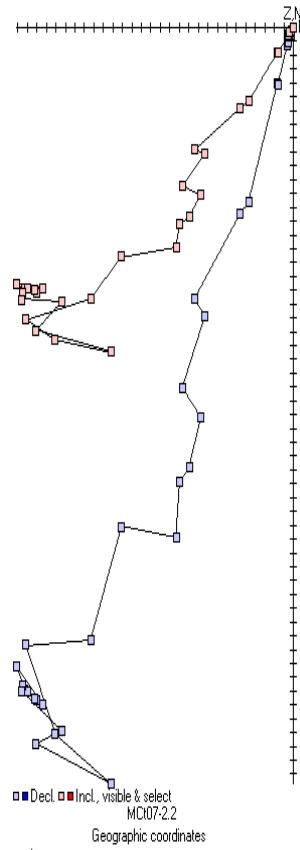 Z,N
Decl. Incl., visible & select
MCt07-2.2
Geographic coordinates